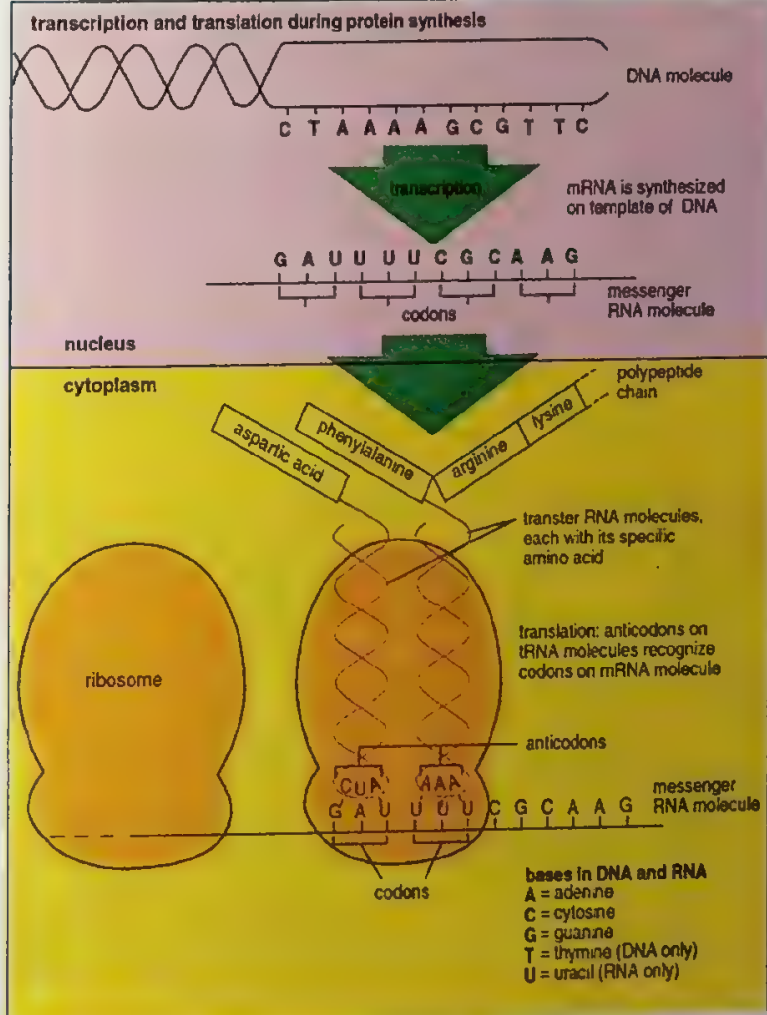 transcription and translation during protein synthesis
DNA molecule
C T A A A A G C G T T C
transcription
mRNA is synthesized
on template of DNA
G A U U U U C G C A A G
codons
messenger
RNA molecule
nucleus
cytoplasm
polypeptide
chain
aspartic acid
phenylalanine
arginine
lysine
transter RNA molecules,
each with its specific
amino acid
translation: anticodons on
tRNA molecules recognize
codons on mRNA molecule
ribosome
anticodons
CUA AAA
messenger
RNA molecule
G A U U U U C G C A A G
codons
bases in DNA and RNA
A = adenine
C = cytosine
G = guanine
T = thymine (DNA only)
U = uracil (RNA only)